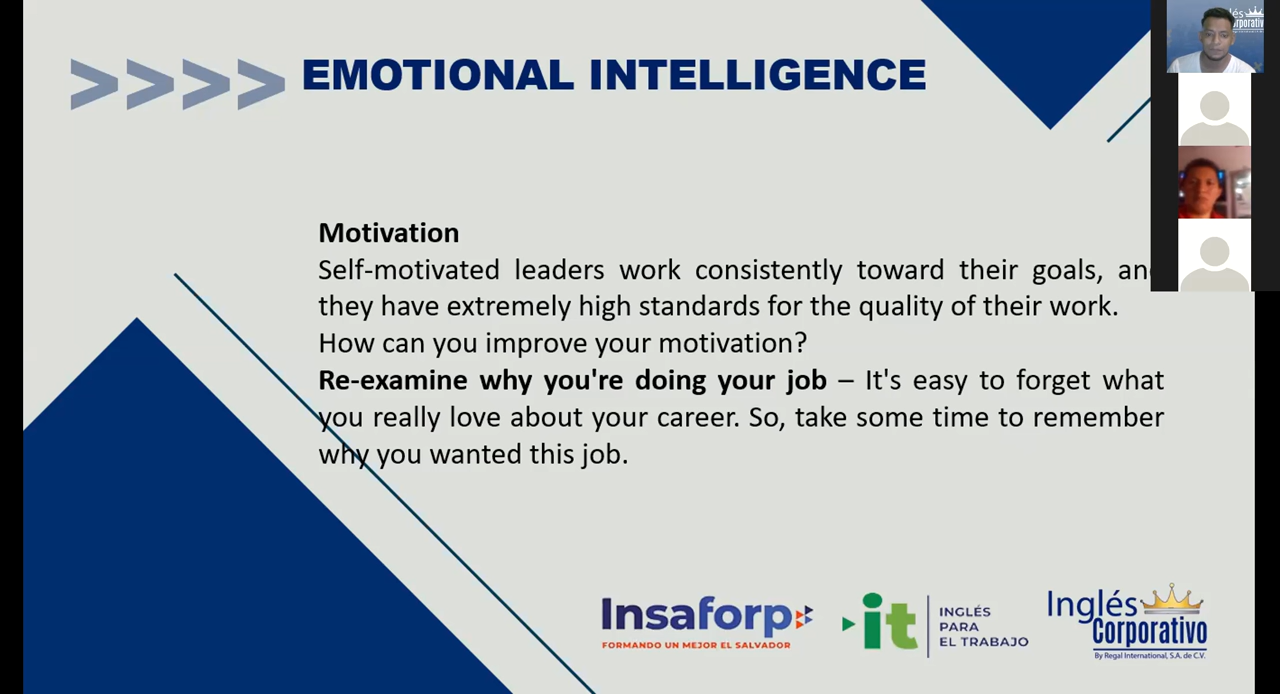 >>>> EMOTIONAL INTELLIGENCE
Motivation
Self-motivated leaders work consistently toward their goals,
they have extremely high standards for the quality of their work.
How can you improve your motivation?
Re-examine why you're doing your job – It's easy to forget what
you really love about your career. So, take some time to remember
why you wanted this job.
Insaforp
FORMANDO UN MEJOR EL SALVADOR
it
INGLÉS
PARA
EL TRABAJO
Inglés
Corporativo
By Regal International, S.A. de C.V.